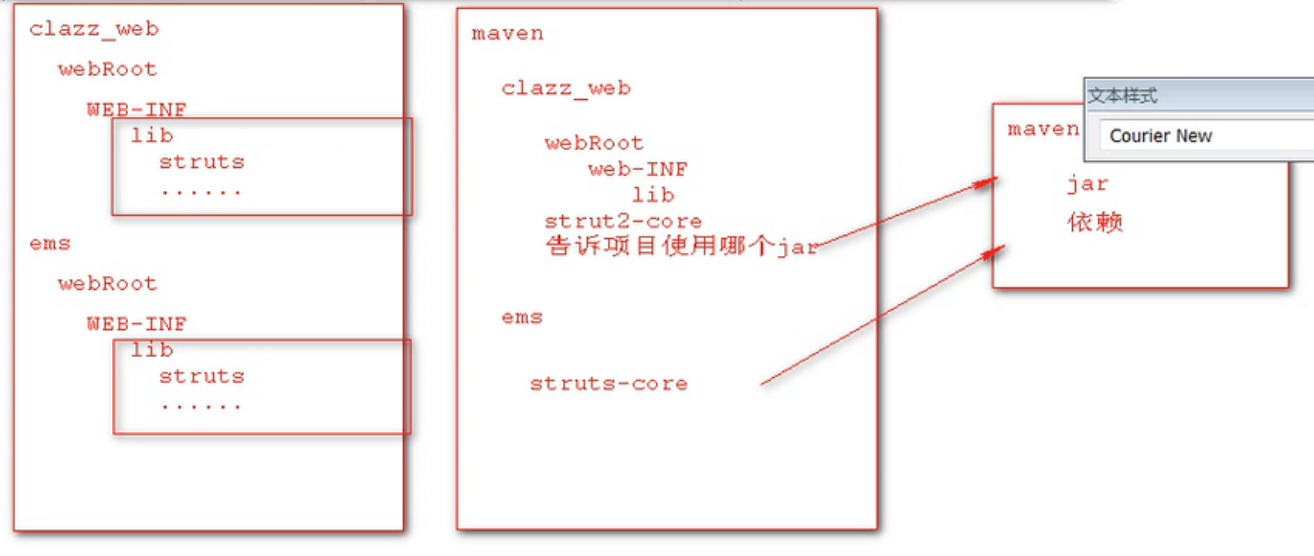 clazz_web
webRoot
WEB-INF
lib
struts
......
ems
webRoot
WEB-INF
lib
struts
......
maven
clazz_web
webRoot
web-INF
lib
strut2-core
告诉项目使用哪个jar
ems
struts-core
maven
jar
依赖
文本样式
Courier New